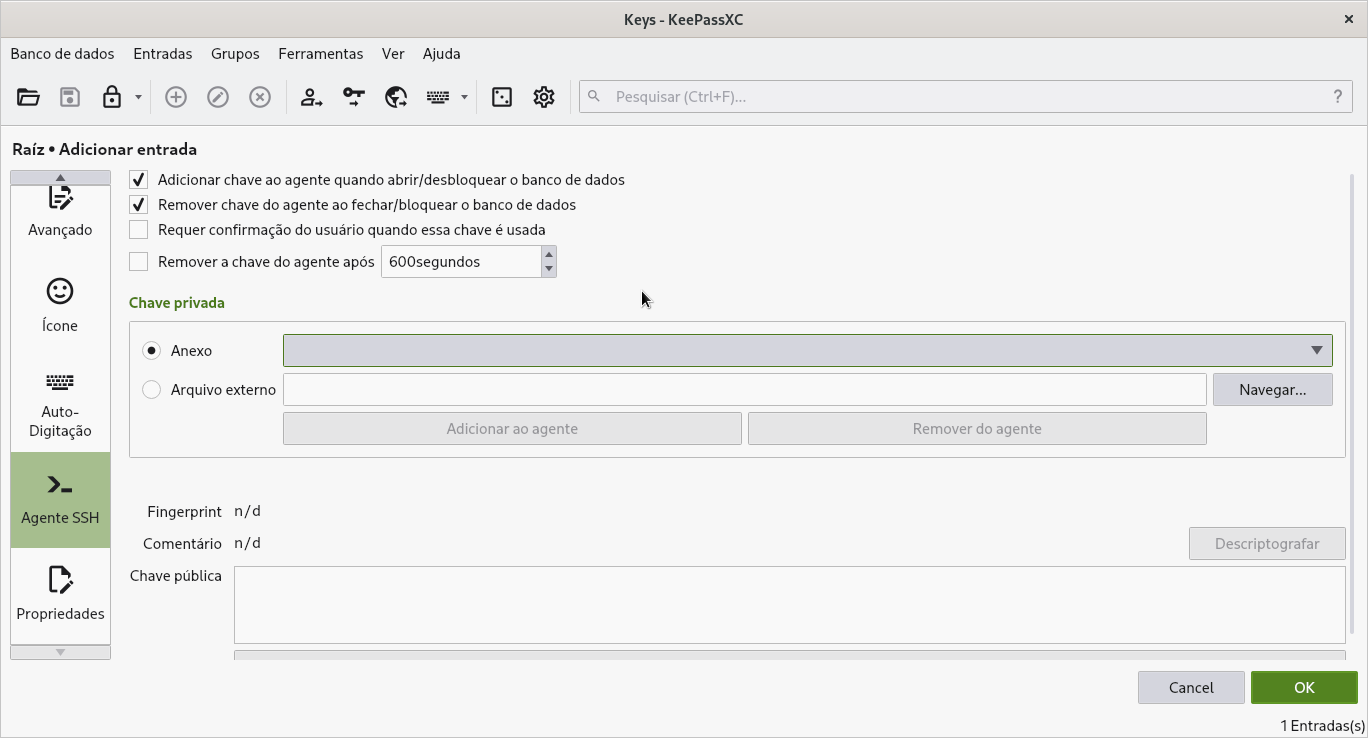 Keys - KeePassXC
Banco de dados Entradas Grupos Ferramentas Ver Ajuda
Pesquisar (Ctrl+F)... ?
Raíz • Adicionar entrada
Avançado
Ícone
Auto-
Digitação
Agente SSH
Propriedades
Adicionar chave ao agente quando abrir/desbloquear o banco de dados
Remover chave do agente ao fechar/bloquear o banco de dados
Requer confirmação do usuário quando essa chave é usada
Remover a chave do agente após 600segundos
Chave privada
Anexo
Arquivo externo Navegar...
Adicionar ao agente Remover do agente
Fingerprint n/d
Comentário n/d Descriptografar
Chave pública
Cancel OK
1 Entradas(s)